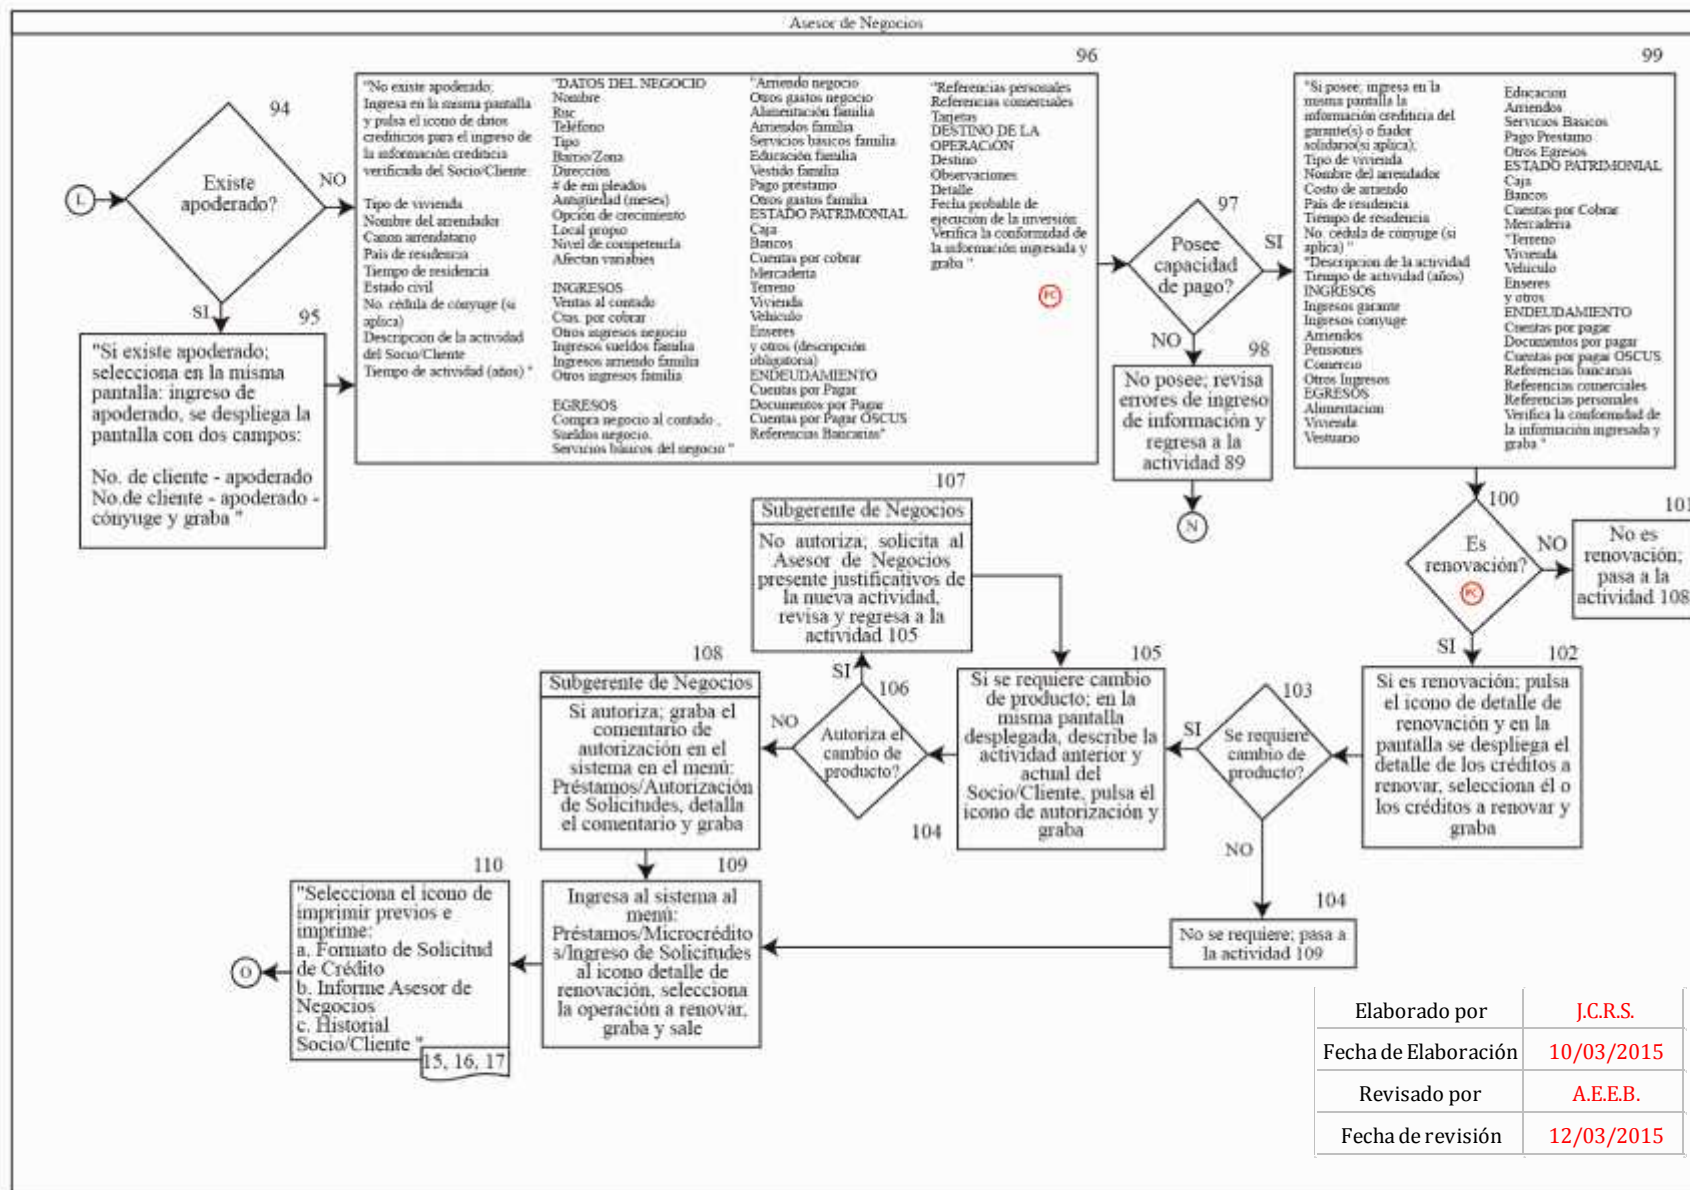 Asesor de Negocios
94
L
Existe
apoderado?
NO
SI
95
"Si existe apoderado;
selecciona en la misma
pantalla: ingreso de
apoderado, se despliega la
pantalla con dos campos:
No. de cliente - apoderado
No.de cliente - apoderado -
cónyuge y graba "
96
"No existe apoderado;
Ingresa en la misma pantalla
y pulsa el icono de datos
crediticios para el ingreso de
la información crediticia
verificada del Socio/Cliente:
Tipo de vivienda
Nombre del arrendador
Canon arrendatario
País de residencia
Tiempo de residencia
Estado civil
No. cédula de cónyuge (si
aplica)
Descripción de la actividad
del Socio/Cliente
Tiempo de actividad (años) "
"DATOS DEL NEGOCIO
Nombre
Ruc
Teléfono
Tipo
Barrio/Zona
Dirección
# de em pleados
Antigüedad (meses)
Opción de crecimiento
Local propio
Nivel de competencia
Afectan variables
INGRESOS
Ventas al contado
Ctas. por cobrar
Otros ingresos negocio
Ingresos sueldos familia
Ingresos arriendo familia
Otros ingresos familia
EGRESOS
Compra negocio al contado ,
Sueldos negocio.
Servicios básicos del negocio "
"Arriendo negocio
Otros gastos negocio
Alimentación familia
Arriendos familia
Servicios básicos familia
Educación familia
Vestido familia
Pago préstamo
Otros gastos familia
ESTADO PATRIMONIAL
Caja
Bancos
Cuentas por cobrar
Mercadería
Terreno
Vivienda
Vehículo
Enseres
y otros (descripción
obligatoria)
ENDEUDAMIENTO
Cuentas por Pagar
Documentos por Pagar
Cuentas por Pagar OSCUS
Referencias Bancarias"
"Referencias personales
Referencias comerciales
Tarjetas
DESTINO DE LA
OPERACIÓN
Destino
Observaciones
Detalle
Fecha probable de
ejecución de la inversión
Verifica la conformidad de
la información ingresada y
graba "
PC
97
Posee
capacidad
de pago?
SI
NO
98
No posee; revisa
errores de ingreso
de información y
regresa a la
actividad 89
N
99
"Si posee; ingresa en la
misma pantalla la
información crediticia del
garante(s) o fiador
solidario(si aplica);
Tipo de vivienda
Nombre del arrendador
Costo de arriendo
País de residencia
Tiempo de residencia
No. cédula de cónyuge (si
aplica) "
"Descripcion de la actividad
Tiempo de actividad (años)
INGRESOS
Ingresos garante
Ingresos conyuge
Arriendos
Pensiones
Comercio
Otros Ingresos
EGRESOS
Alimentacion
Vivienda
Vestuario
Educacion
Arriendos
Servicios Basicos
Pago Prestamo
Otros Egresos
ESTADO PATRIMONIAL
Caja
Bancos
Cuentas por Cobrar
Mercaderia
"Terreno
Vivienda
Vehiculo
Enseres
y otros
ENDEUDAMIENTO
Cuentas por pagar
Documentos por pagar
Cuentas por pagar OSCUS
Referencias bancarias
Referencias comerciales
Referencias personales
Verifica la conformidad de
la información ingresada y
graba "
100
Es
renovación?
PC
NO
SI
101
No es
renovación;
pasa a la
actividad 108
102
Si es renovación; pulsa
el icono de detalle de
renovación y en la
pantalla se despliega el
detalle de los créditos a
renovar, selecciona él o
los créditos a renovar y
graba
103
Se requiere
cambio de
producto?
SI
NO
104
No se requiere; pasa a
la actividad 109
105
Si se requiere cambio
de producto; en la
misma pantalla
desplegada, describe la
actividad anterior y
actual del
Socio/Cliente, pulsa él
icono de autorización y
graba
106
Autoriza el
cambio de
producto?
104
SI
NO
107
Subgerente de Negocios
No autoriza; solicita al
Asesor de Negocios
presente justificativos de
la nueva actividad,
revisa y regresa a la
actividad 105
108
Subgerente de Negocios
Si autoriza; graba el
comentario de
autorización en el
sistema en el menú:
Préstamos/Autorización
de Solicitudes, detalla
el comentario y graba
109
Ingresa al sistema al
menú:
Préstamos/Microcrédito
s/Ingreso de Solicitudes
al icono detalle de
renovación, selecciona
la operación a renovar,
graba y sale
110
"Selecciona el icono de
imprimir previos e
imprime:
a. Formato de Solicitud
de Crédito
b. Informe Asesor de
Negocios
c. Historial
Socio/Cliente "
15, 16, 17
O
Elaborado por J.C.R.S.
Fecha de Elaboración 10/03/2015
Revisado por A.E.E.B.
Fecha de revisión 12/03/2015